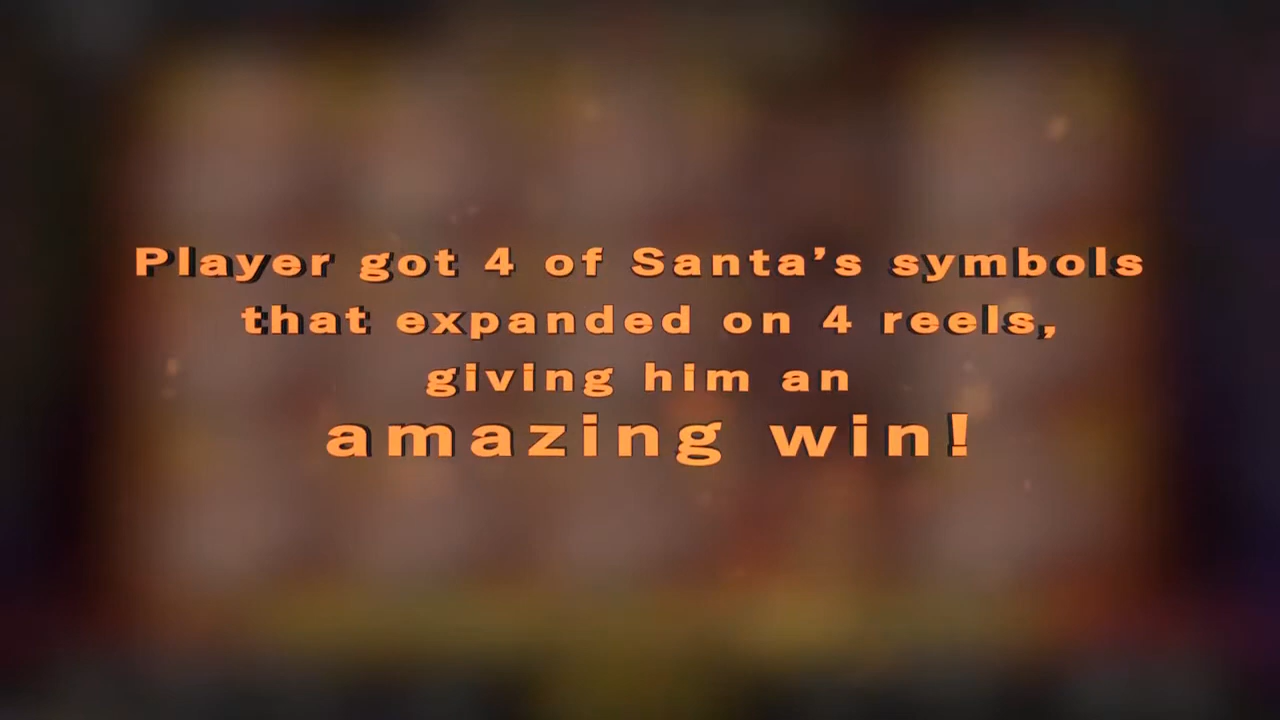 Player got 4 of Santa’s symbols
that expanded on 4 reels,
giving him an
amazing win!